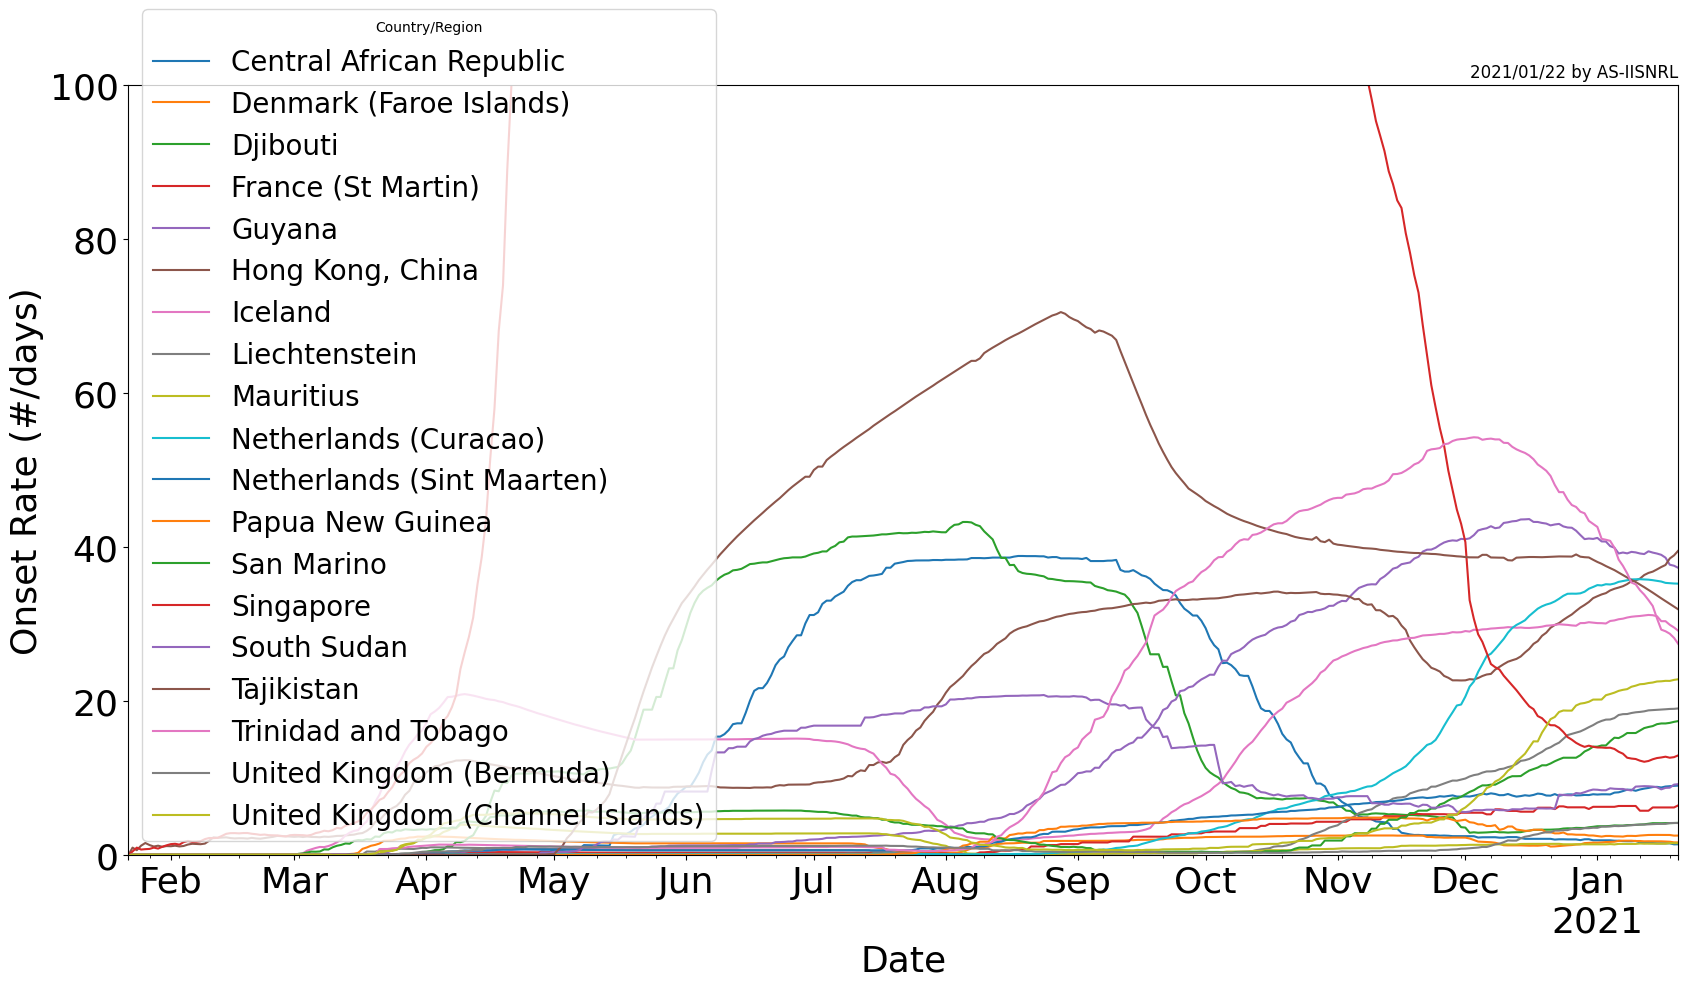 Country/Region
Central African Republic
Denmark (Faroe Islands)
Djibouti
France (St Martin)
Guyana
Hong Kong, China
Iceland
Liechtenstein
Mauritius
Netherlands (Curacao)
Netherlands (Sint Maarten)
Papua New Guinea
San Marino
Singapore
South Sudan
Tajikistan
Trinidad and Tobago
United Kingdom (Bermuda)
United Kingdom (Channel Islands)
2021/01/22 by AS-IISNRL
100
80
60
40
20
0
Onset Rate (#/days)
Feb Mar Apr May Jun Jul Aug Sep Oct Nov Dec Jan
2021
Date